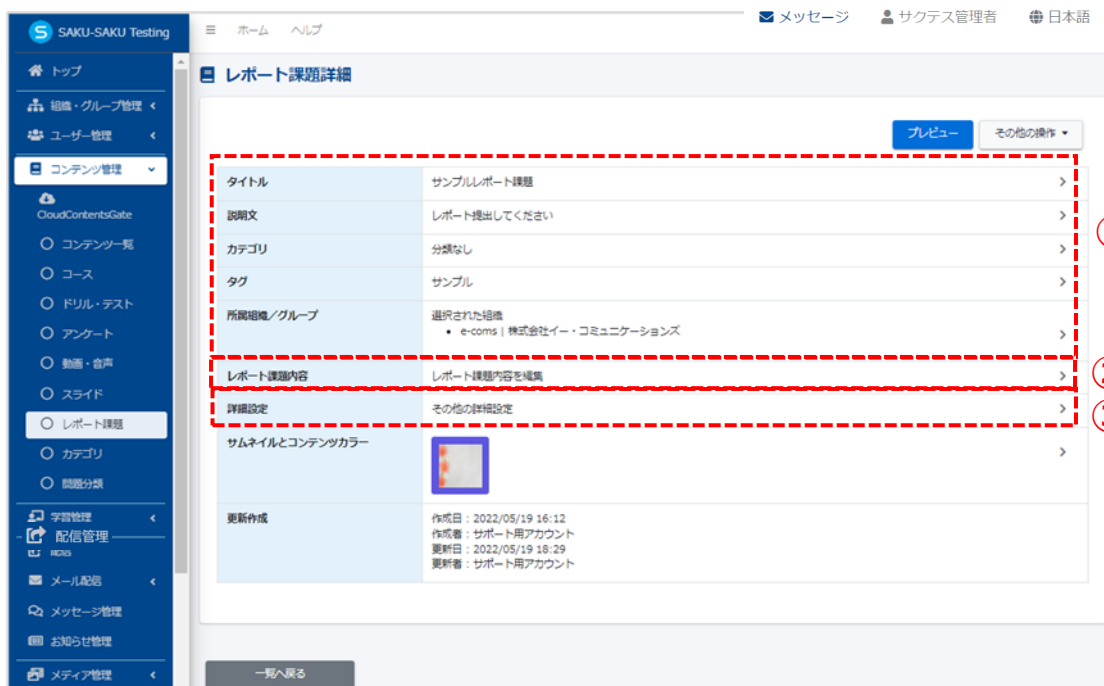 メッセージ サクテス管理者 日本語
S SAKU-SAKU Testing
ホーム ヘルプ
トップ
組織・グループ管理
ユーザー管理
コンテンツ管理
CloudContentsGate
コンテンツ一覧
コース
ドリル・テスト
アンケート
動画・音声
スライド
レポート課題
カテゴリ
問題分類
学習管理
配信管理
メール配信
メッセージ管理
お知らせ管理
メディア管理
レポート課題詳細
プレビュー その他の操作
タイトル サンプルレポート課題
説明文 レポート提出してください
カテゴリ 分類なし
タグ サンプル
所属組織／グループ 選択された組織
• e-coms | 株式会社イー・コミュニケーションズ
レポート課題内容 レポート課題内容を編集
詳細設定 その他の詳細設定
サムネイルとコンテンツカラー
更新作成 作成日：2022/05/19 16:12
作成者：サポート用アカウント
更新日：2022/05/19 18:29
更新者：サポート用アカウント
一覧へ戻る